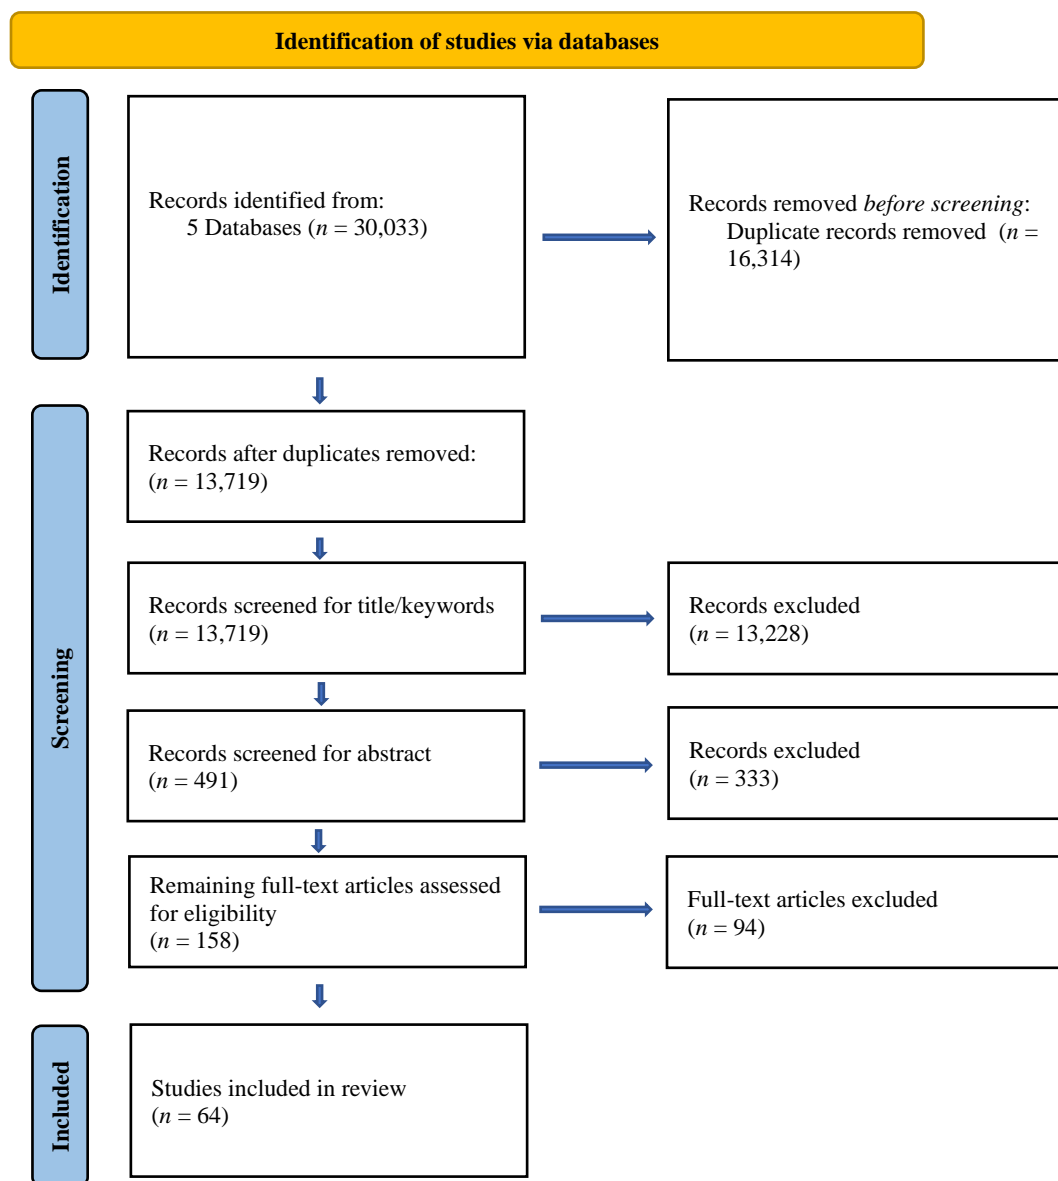 Identification of studies via databases
Identification
Records identified from:
5 Databases (n = 30,033)
Records removed before screening:
Duplicate records removed  (n =
16,314)
Screening
Records after duplicates removed:
(n = 13,719)
Records screened for title/keywords
(n = 13,719)
Records excluded
(n = 13,228)
Records screened for abstract
(n = 491)
Records excluded
(n = 333)
Remaining full-text articles assessed
for eligibility
(n = 158)
Full-text articles excluded
(n = 94)
Included
Studies included in review
(n = 64)